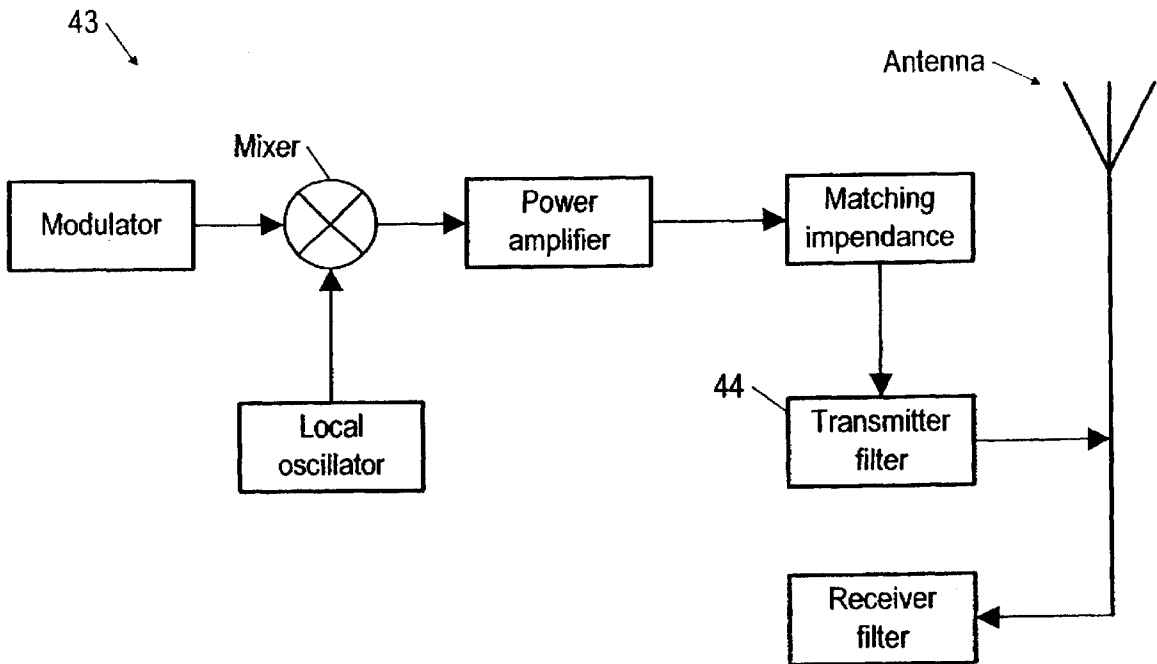 43
Antenna
Mixer
Modulator
Power
amplifier
Matching
impendance
Local
oscillator
44
Transmitter
filter
Receiver
filter